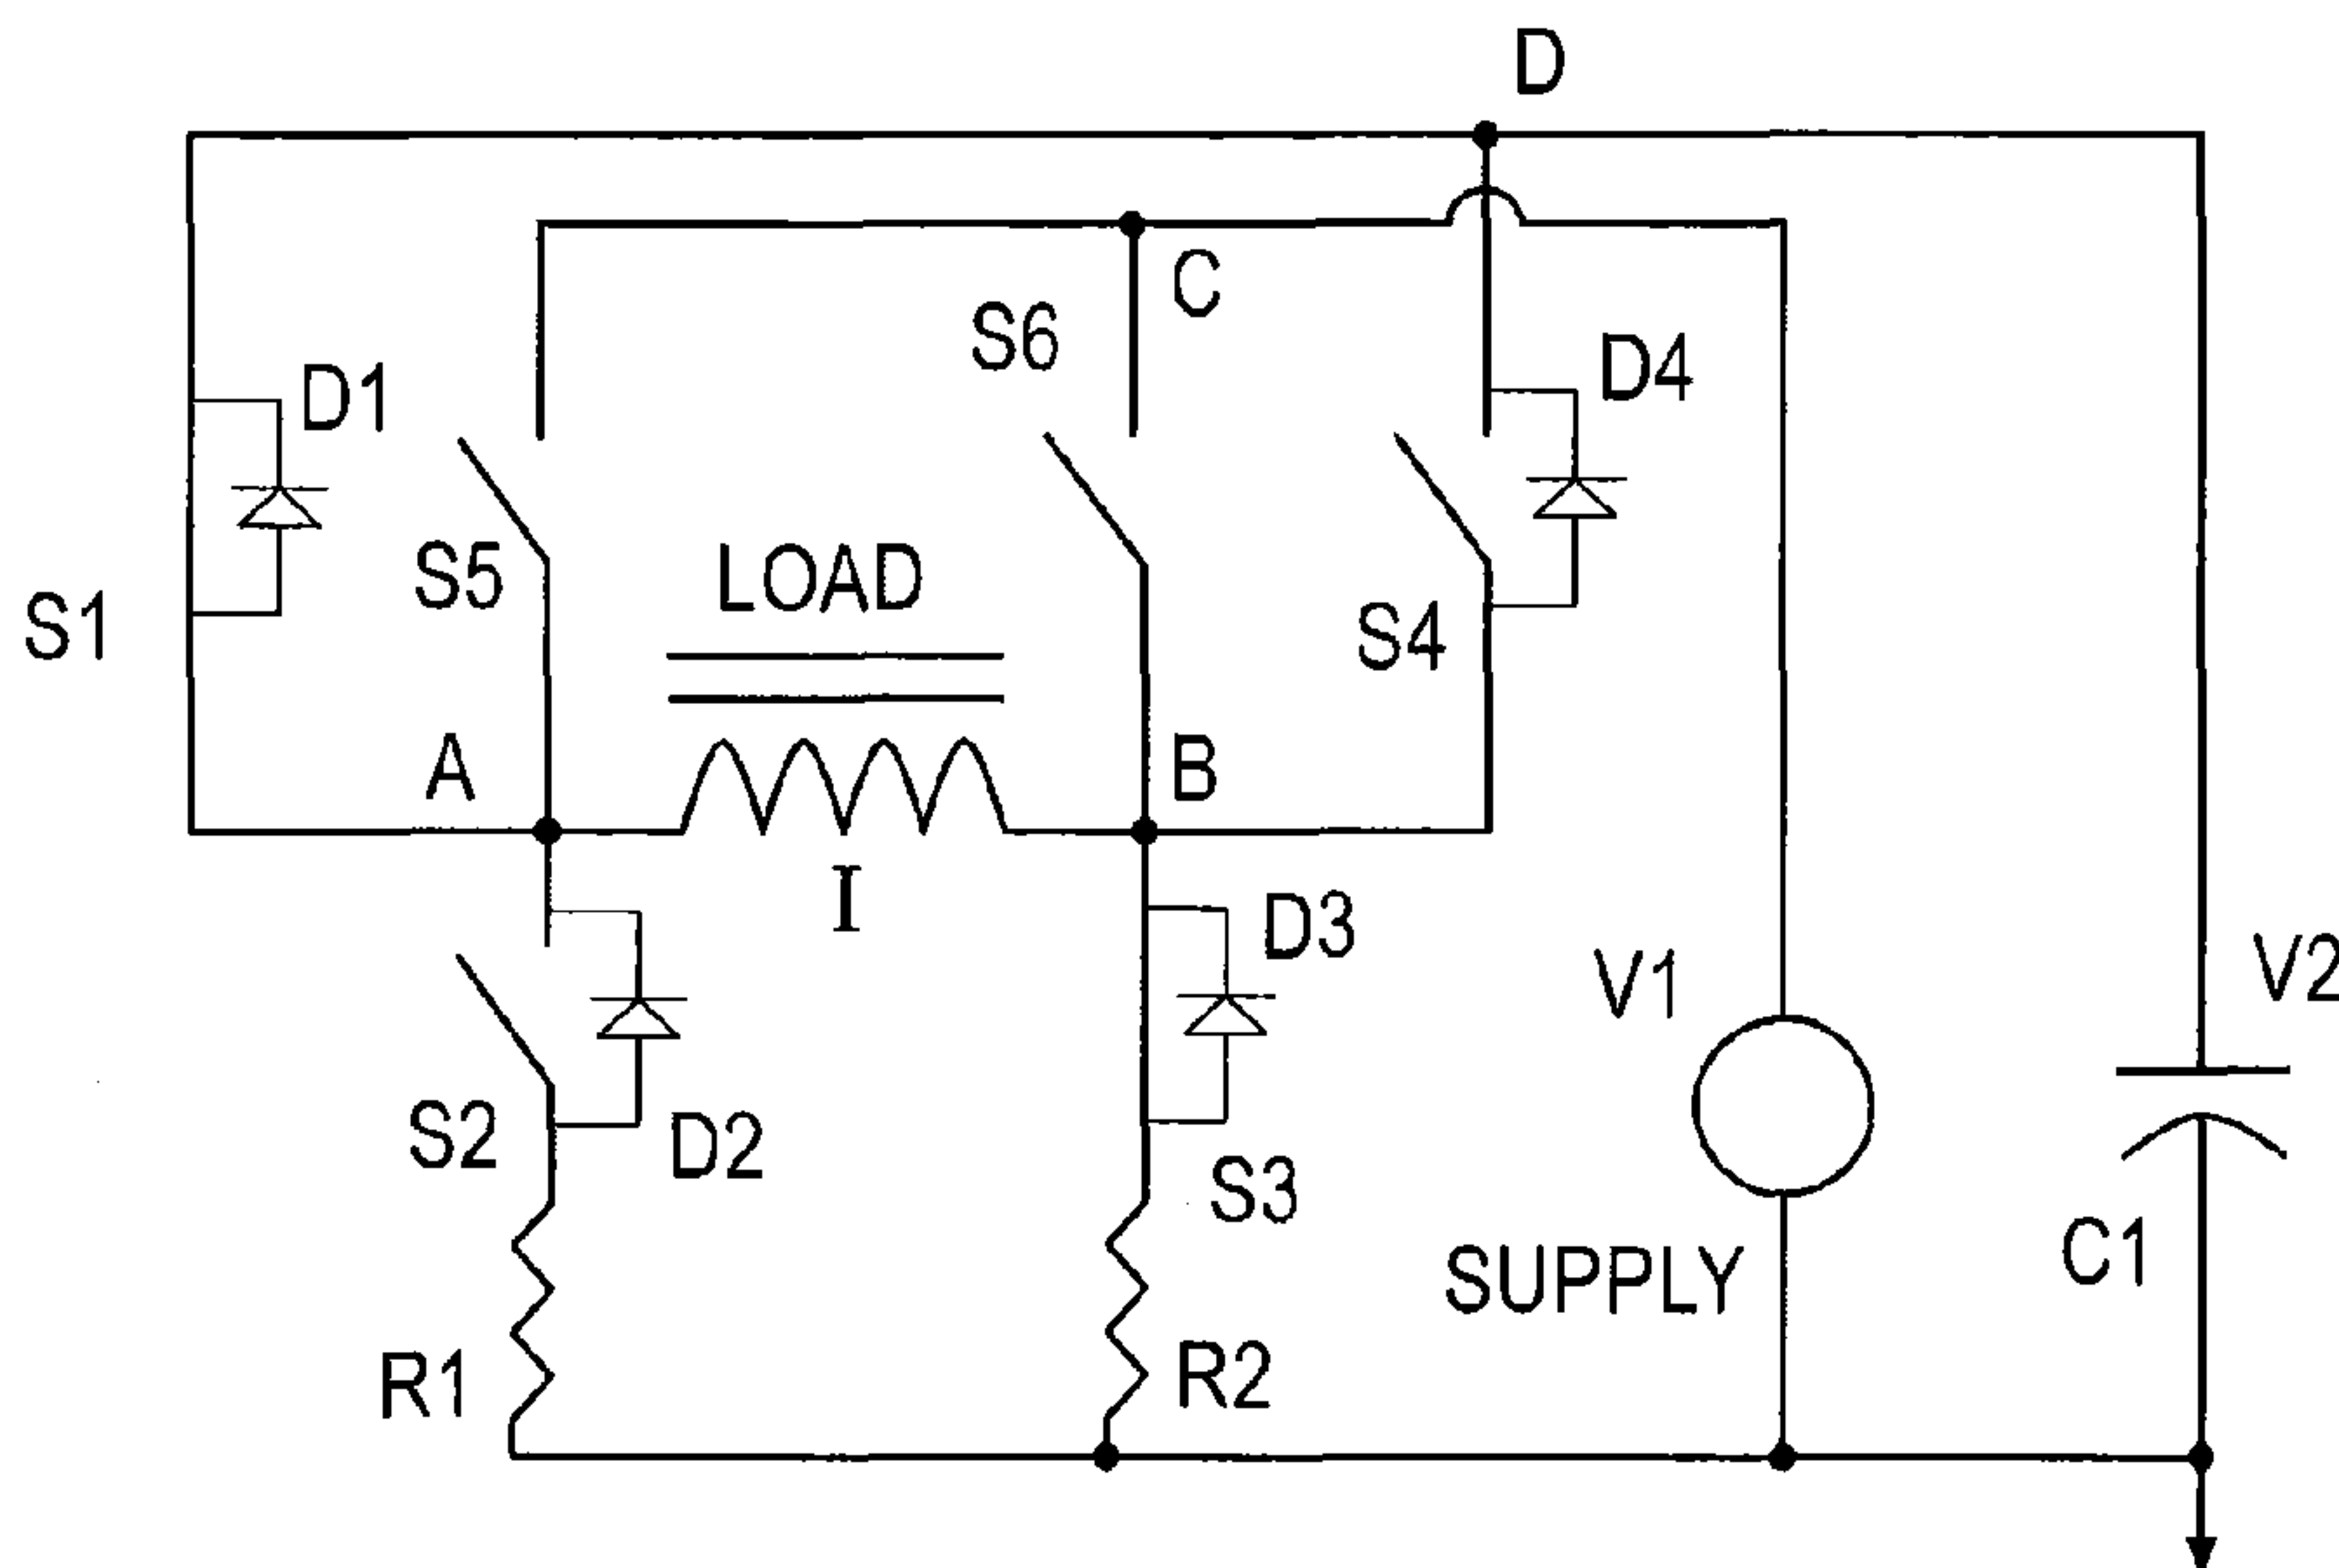 D
C
S6
D1
D4
S5
LOAD
S1
S4
A
B
I
D3
V1
V2
S2
D2
S3
C1
SUPPLY
R1
R2